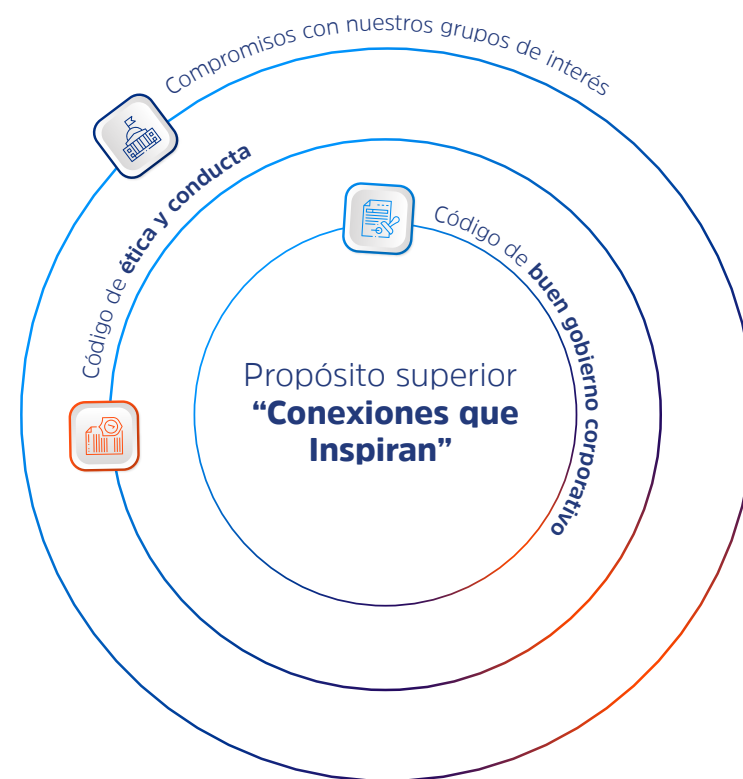 Compromisos con nuestros grupos de interés
Código de ética y conducta
Código de buen gobierno corporativo
Propósito superior
“Conexiones que
Inspiran”